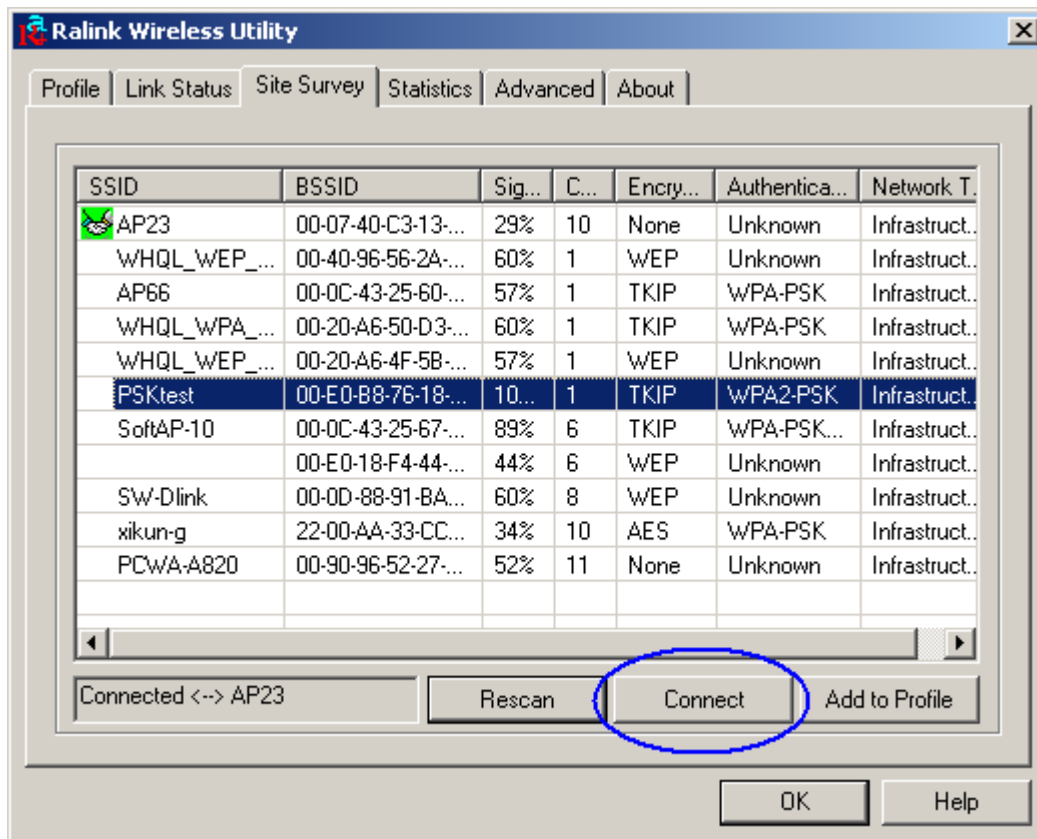 Ralink Wireless Utility
Profile Link Status Site Survey Statistics Advanced About
SSID BSSID Sig... C... Encry... Authentica... Network T.
AP23 00-07-40-C3-13-... 29% 10 None Unknown Infrastruct..
WHQL_WEP_... 00-40-96-56-2A-... 60% 1 WEP Unknown Infrastruct..
AP66 00-0C-43-25-60-... 57% 1 TKIP WPA-PSK Infrastruct..
WHQL_WPA_... 00-20-A6-50-D3-... 60% 1 TKIP WPA-PSK Infrastruct..
WHQL_WEP_... 00-20-A6-4F-5B-... 57% 1 WEP Unknown Infrastruct..
PSKtest 00-E0-B8-76-18-... 10... 1 TKIP WPA2-PSK Infrastruct..
SoftAP-10 00-0C-43-25-67-... 89% 6 TKIP WPA-PSK... Infrastruct..
00-E0-18-F4-44-... 44% 6 WEP Unknown Infrastruct..
SW-Dlink 00-0D-88-91-BA... 60% 8 WEP Unknown Infrastruct..
xikun-g 22-00-AA-33-CC... 34% 10 AES WPA-PSK Infrastruct..
PCWA-A820 00-90-96-52-27-... 52% 11 None Unknown Infrastruct..
Connected <--> AP23 Rescan Connect Add to Profile
OK Help